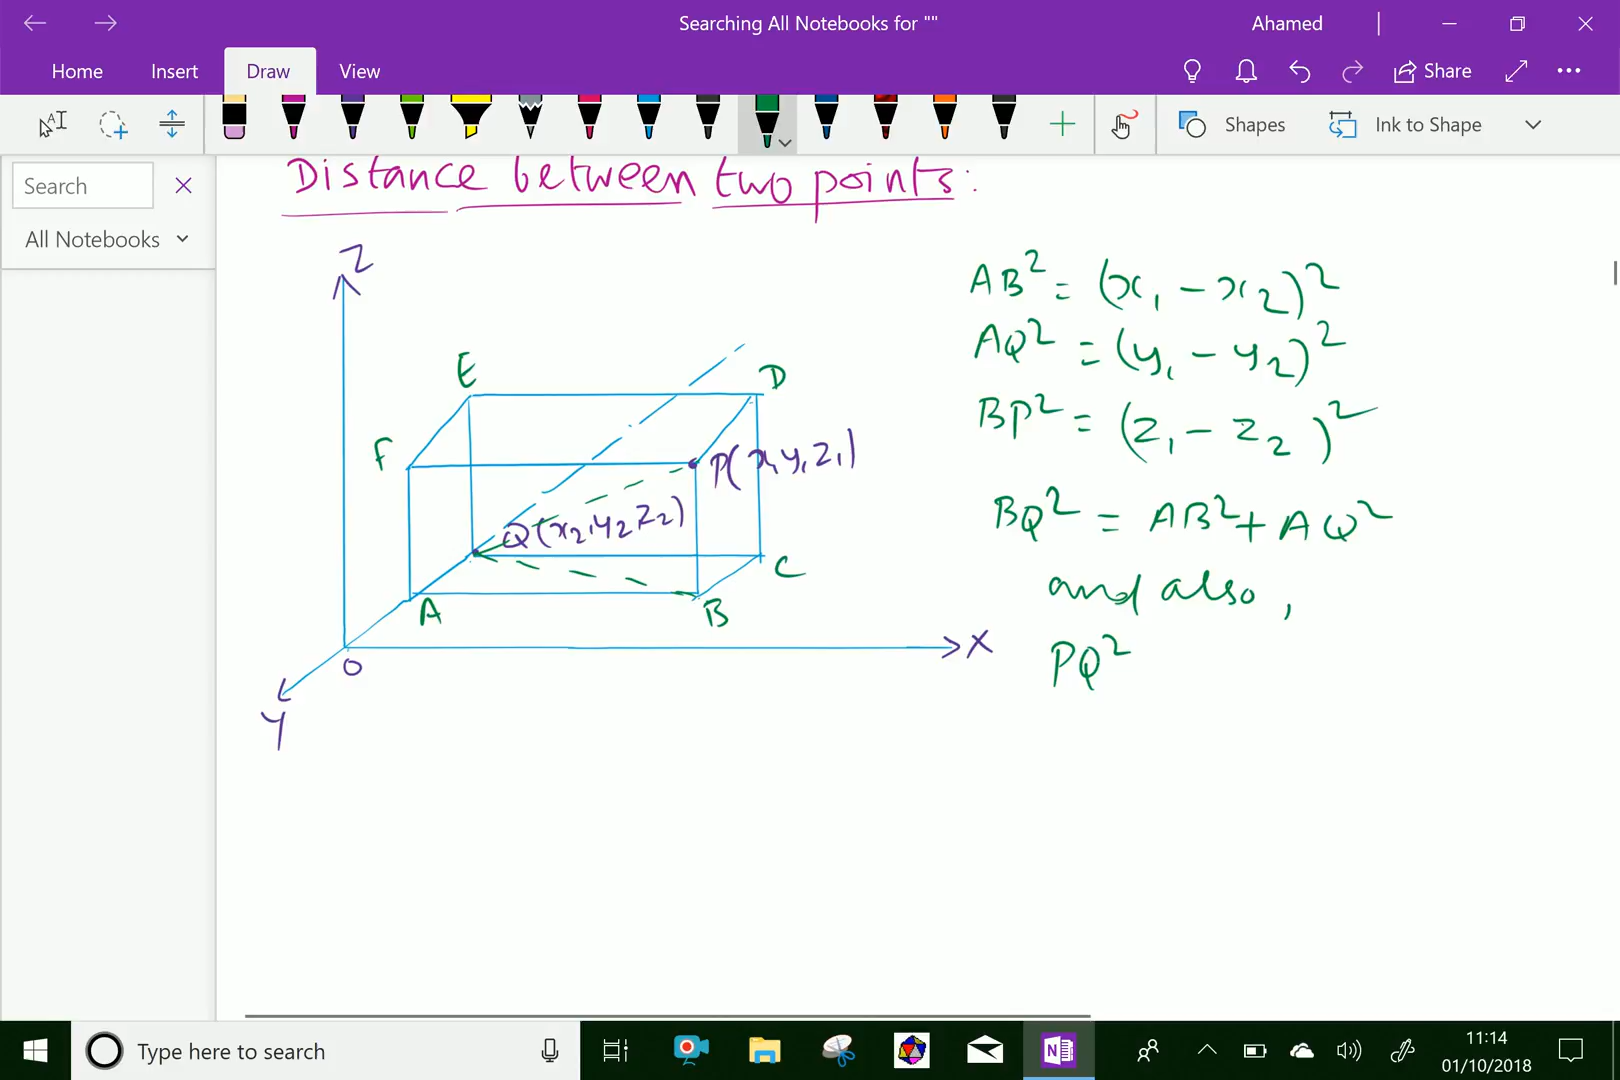 Searching All Notebooks for ""
Ahamed
Home Insert Draw View
Share
Shapes
Ink to Shape
Search
All Notebooks
Distance between two points:
Z
E
D
F
P(x₁y₁z₁)
Q(x₂,y₂z₂)
C
A
B
X
O
Y
AB² = (x₁ - x₂)²
AQ² = (y₁ - y₂)²
BP² = (z₁ - z₂)²
BQ² = AB² + AQ²
and also,
PQ²
Type here to search
11:14
01/10/2018